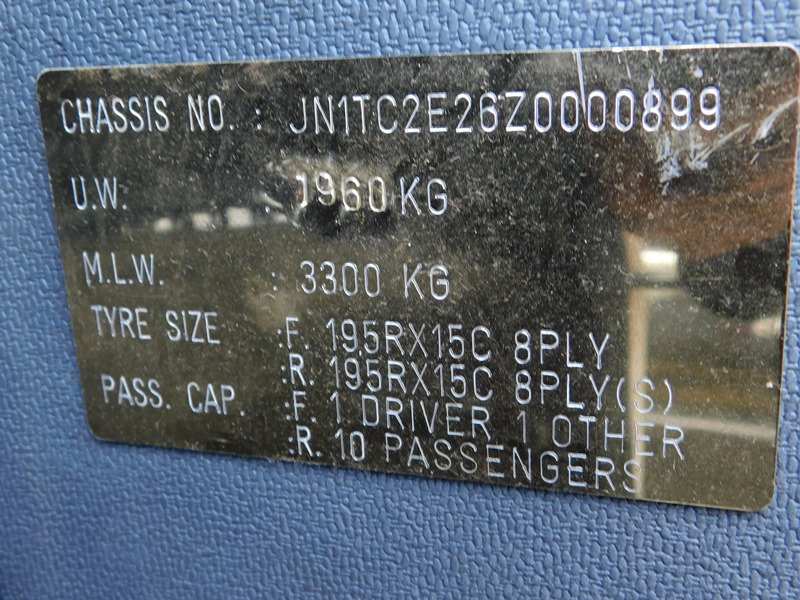 CHASSIS NO. : JN1TC2E26Z0000899
U.W. : 1960 KG
M.L.W. : 3300 KG
TYRE SIZE :F. 195RX15C 8PLY
:R. 195RX15C 8PLY(S)
PASS. CAP. :F. 1 DRIVER 1 OTHER
:R. 10 PASSENGERS